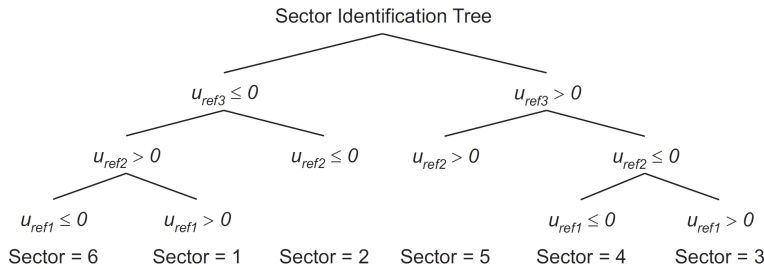 Sector Identification Tree
u_ref3 ≤ 0 u_ref3 > 0
u_ref2 > 0 u_ref2 ≤ 0 u_ref2 > 0 u_ref2 ≤ 0
u_ref1 ≤ 0 u_ref1 > 0 u_ref1 ≤ 0 u_ref1 > 0
Sector = 6 Sector = 1 Sector = 2 Sector = 5 Sector = 4 Sector = 3